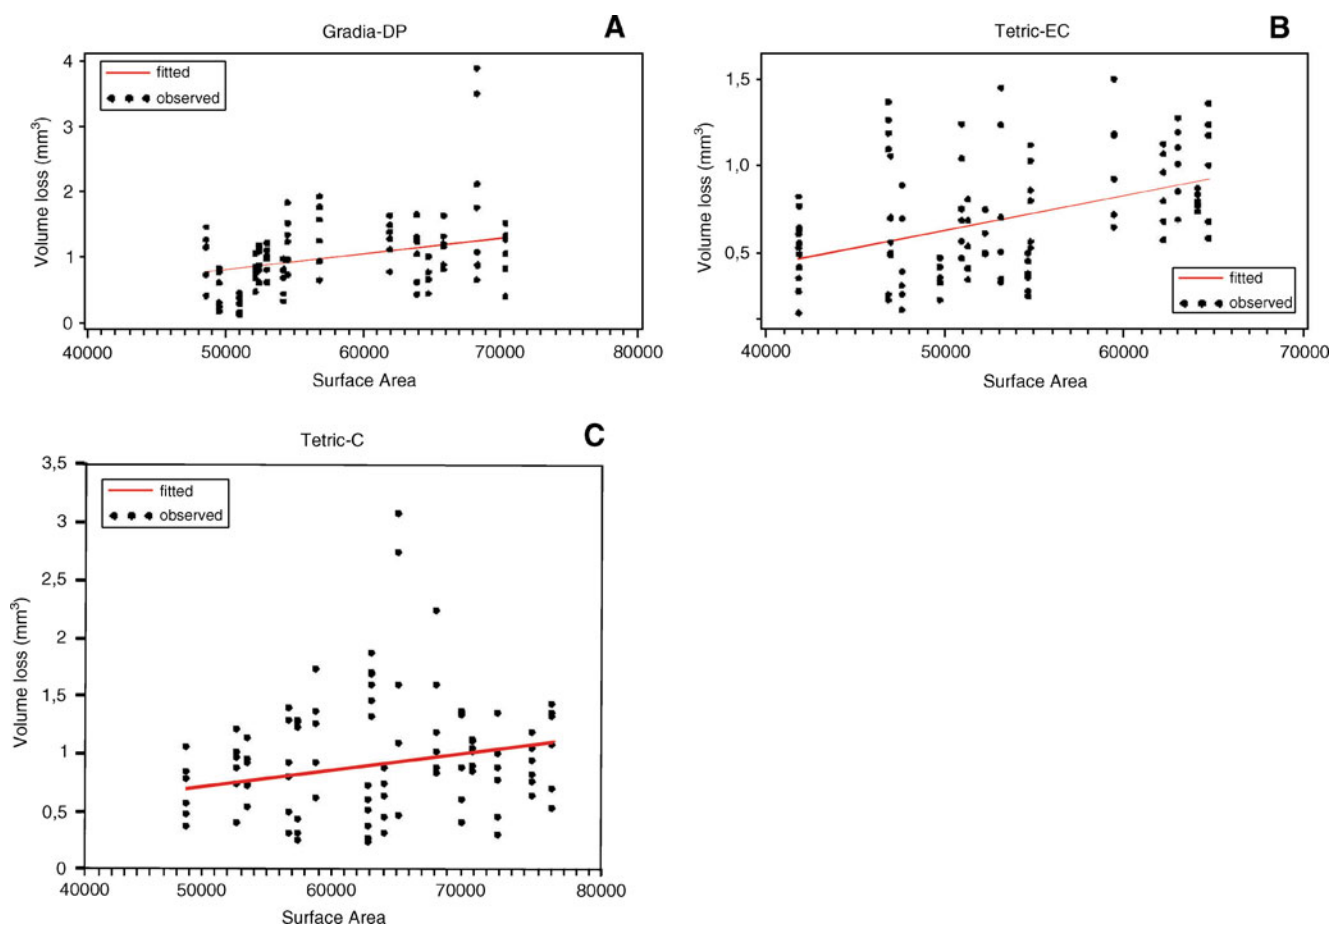 Gradia-DP
A
Volume loss (mm³)
4
3
2
1
0
fitted
observed
40000 50000 60000 70000 80000
Surface Area
Tetric-EC
B
Volume loss (mm³)
1,5
1,0
0,5
fitted
observed
40000 50000 60000 70000
Surface Area
Tetric-C
C
Volume loss (mm³)
3,5
3
2,5
2
1,5
1
0,5
0
fitted
observed
40000 50000 60000 70000 80000
Surface Area